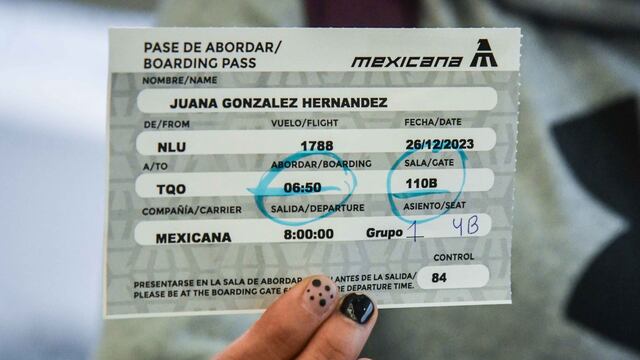 PASE DE ABORDAR/
BOARDING PASS
mexicana
NOMBRE/NAME
JUANA GONZALEZ HERNANDEZ
DE/FROM VUELO/FLIGHT FECHA/DATE
NLU 1788 26/12/2023
A/TO ABORDAR/BOARDING SALA/GATE
TQO 06:50 110B
COMPAÑÍA/CARRIER SALIDA/DEPARTURE ASIENTO/SEAT
MEXICANA 8:00:00 Grupo 1 4B
CONTROL
84
PRESENTARSE EN LA SALA DE ABORDAR ANTES DE LA SALIDA/
PLEASE BE AT THE BOARDING GATE DEPARTURE TIME